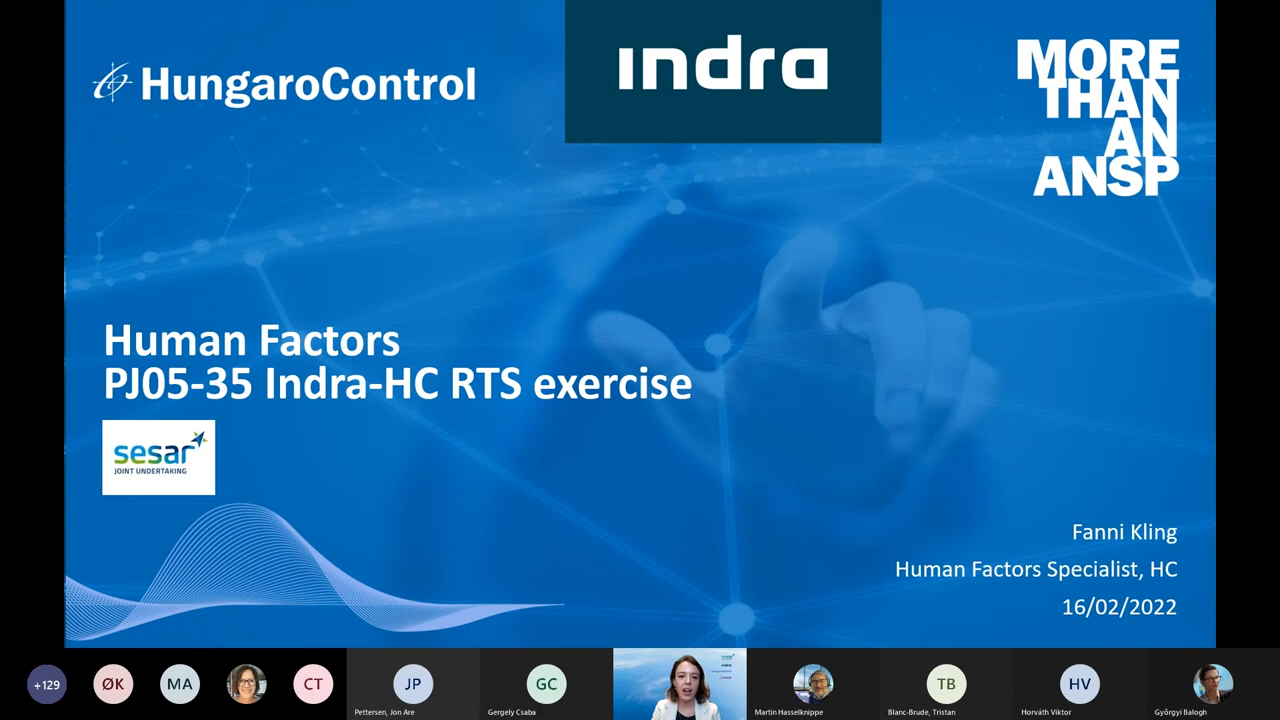 HungaroControl
indra
MORE
THAN
AN
ANSP
Human Factors
PJ05-35 Indra-HC RTS exercise
sesar
JOINT UNDERTAKING
Fanni Kling
Human Factors Specialist, HC
16/02/2022
+129
ØK
MA
CT
JP
Pettersen, Jon Are
GC
Gergely Csaba
Martin Hasselknippe
TB
Blanc-Brude, Tristan
HV
Horváth Viktor
Györgyi Balogh